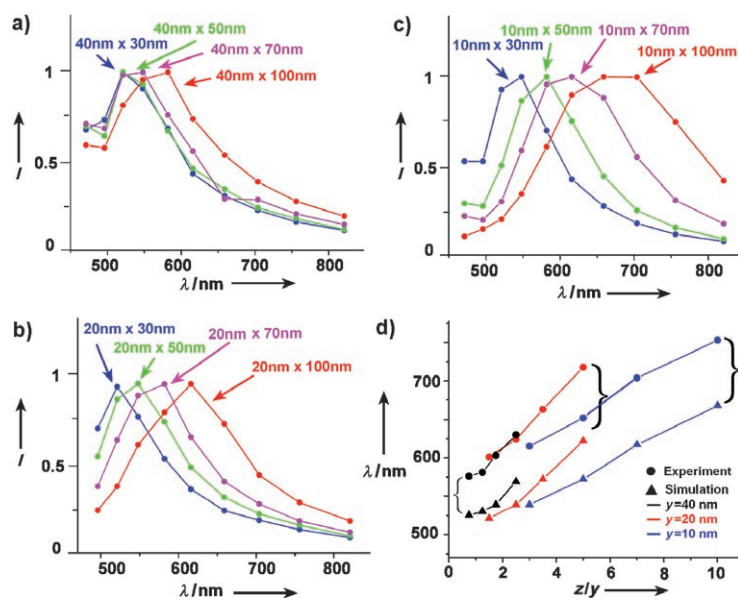 a)
40nm x 50nm
40nm x 30nm
40nm x 70nm
40nm x 100nm
1
0.5
0
I
500 600 700 800
λ/nm
b)
20nm x 30nm
20nm x 50nm
20nm x 70nm
20nm x 100nm
1
0.5
0
I
500 600 700 800
λ/nm
c)
10nm x 50nm
10nm x 70nm
10nm x 30nm
10nm x 100nm
1
0.5
0
I
500 600 700 800
λ/nm
d)
700
600
500
λ/nm
Experiment
Simulation
y=40 nm
y=20 nm
y=10 nm
0 2 4 6 8 10
z/y